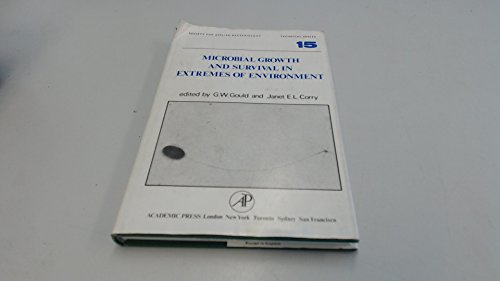 SOCIETY FOR APPLIED BACTERIOLOGY TECHNICAL SERIES
15
MICROBIAL GROWTH
AND SURVIVAL IN
EXTREMES OF ENVIRONMENT
edited by G.W. Gould and Janet E.L. Corry
AP
ACADEMIC PRESS London New York Toronto Sydney San Francisco